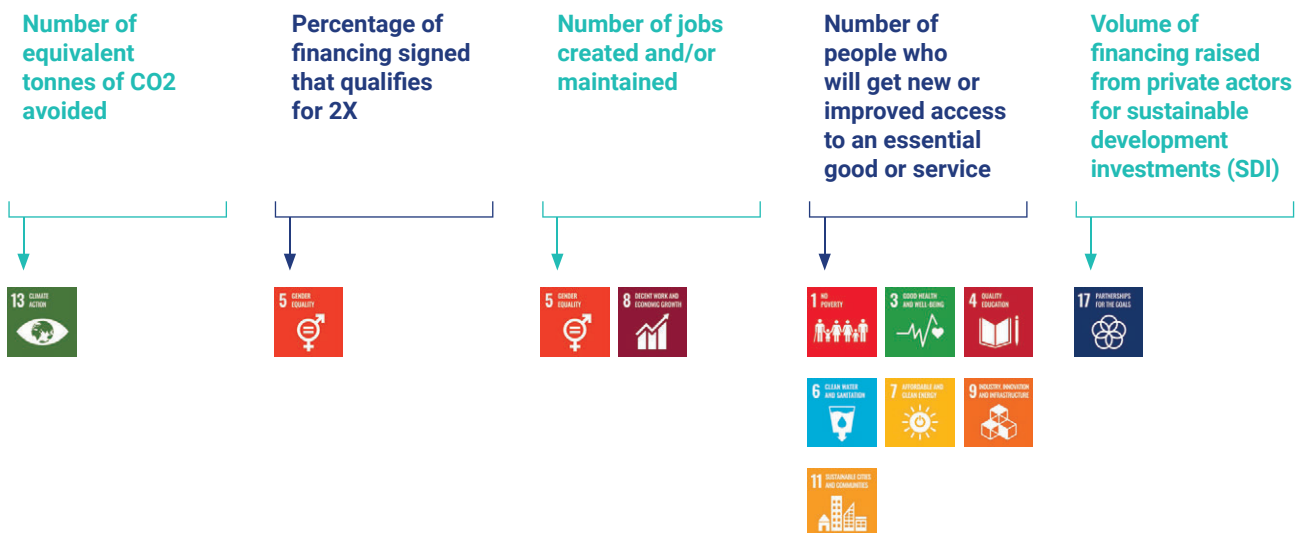 Number of
equivalent
tonnes of CO2
avoided
Percentage of
financing signed
that qualifies
for 2X
Number of jobs
created and/or
maintained
Number of
people who
will get new or
improved access
to an essential
good or service
Volume of
financing raised
from private actors
for sustainable
development
investments (SDI)
13 CLIMATE
ACTION
5 GENDER
EQUALITY
5 GENDER
EQUALITY
8 DECENT WORK AND
ECONOMIC GROWTH
1 NO
POVERTY
3 GOOD HEALTH
AND WELL-BEING
4 QUALITY
EDUCATION
17 PARTNERSHIPS
FOR THE GOALS
6 CLEAN WATER
AND SANITATION
7 AFFORDABLE AND
CLEAN ENERGY
9 INDUSTRY, INNOVATION
AND INFRASTRUCTURE
11 SUSTAINABLE CITIES
AND COMMUNITIES